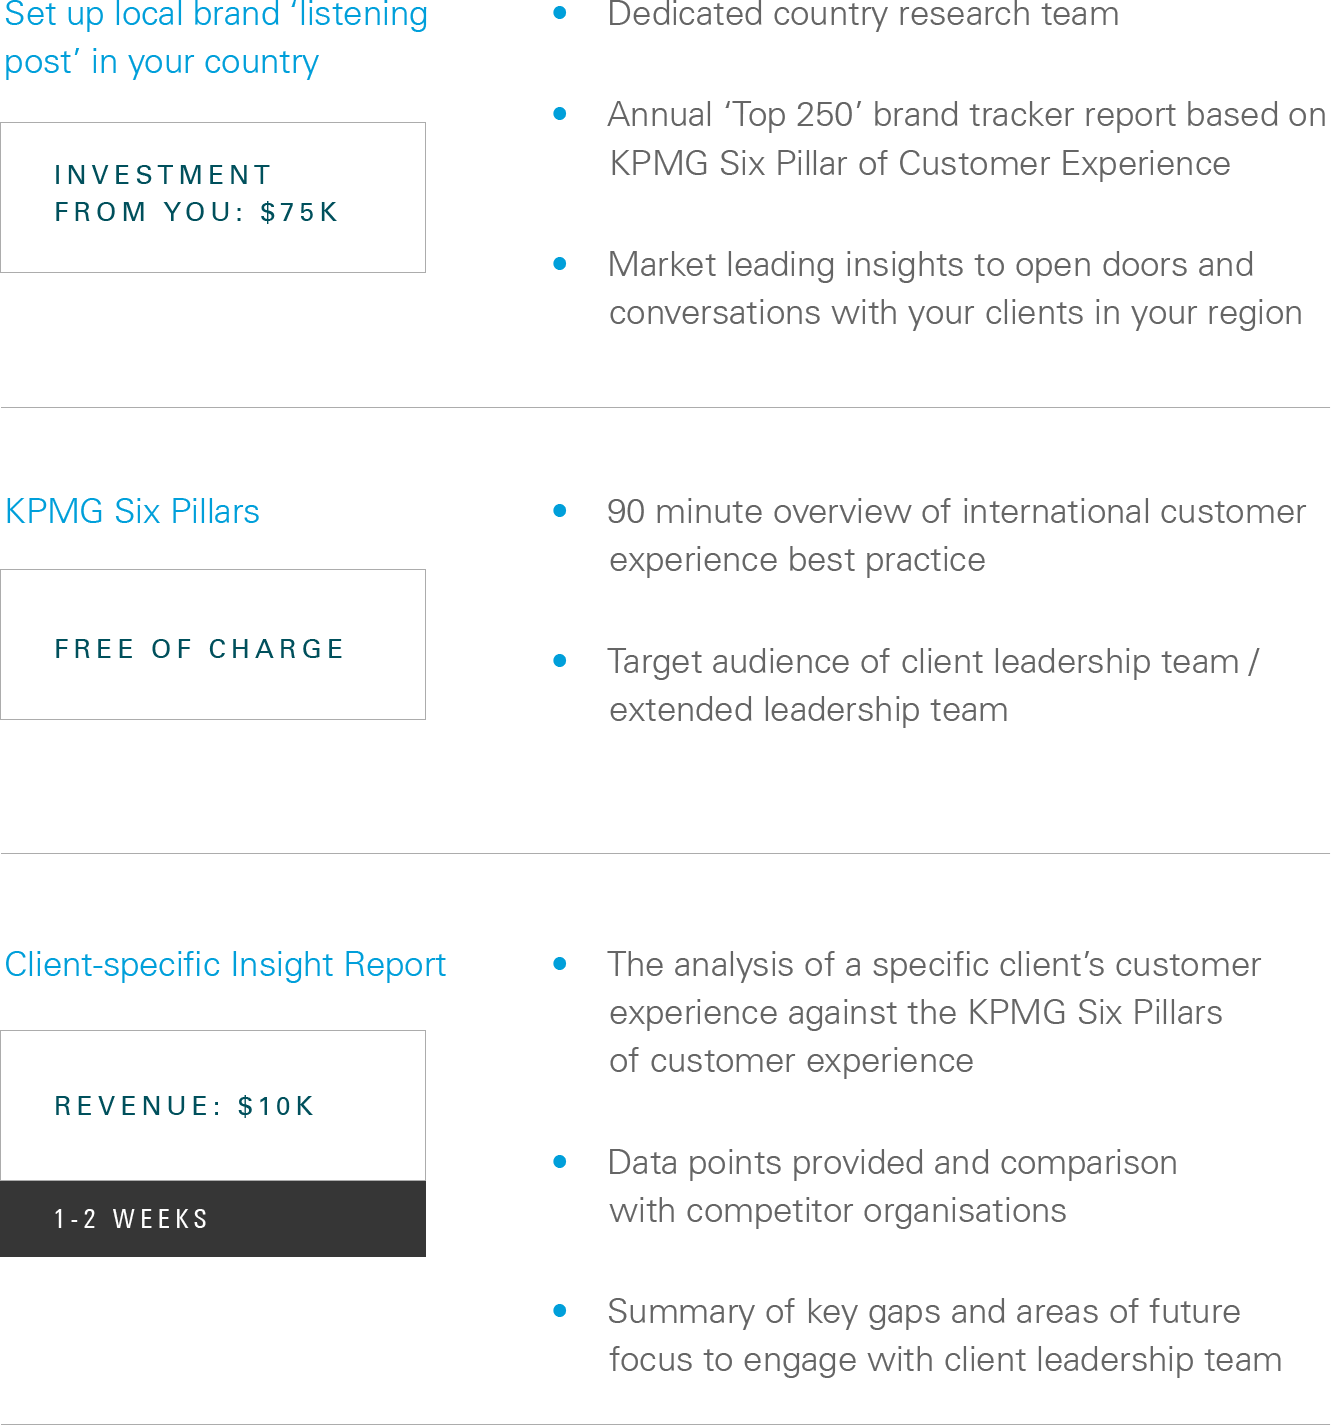 Set up local brand ‘listening
post’ in your country
INVESTMENT
FROM YOU: $75K
• Dedicated country research team
• Annual ‘Top 250’ brand tracker report based on
KPMG Six Pillar of Customer Experience
• Market leading insights to open doors and
conversations with your clients in your region
KPMG Six Pillars
FREE OF CHARGE
• 90 minute overview of international customer
experience best practice
• Target audience of client leadership team /
extended leadership team
Client-specific Insight Report
REVENUE: $10K
1-2 WEEKS
• The analysis of a specific client’s customer
experience against the KPMG Six Pillars
of customer experience
• Data points provided and comparison
with competitor organisations
• Summary of key gaps and areas of future
focus to engage with client leadership team